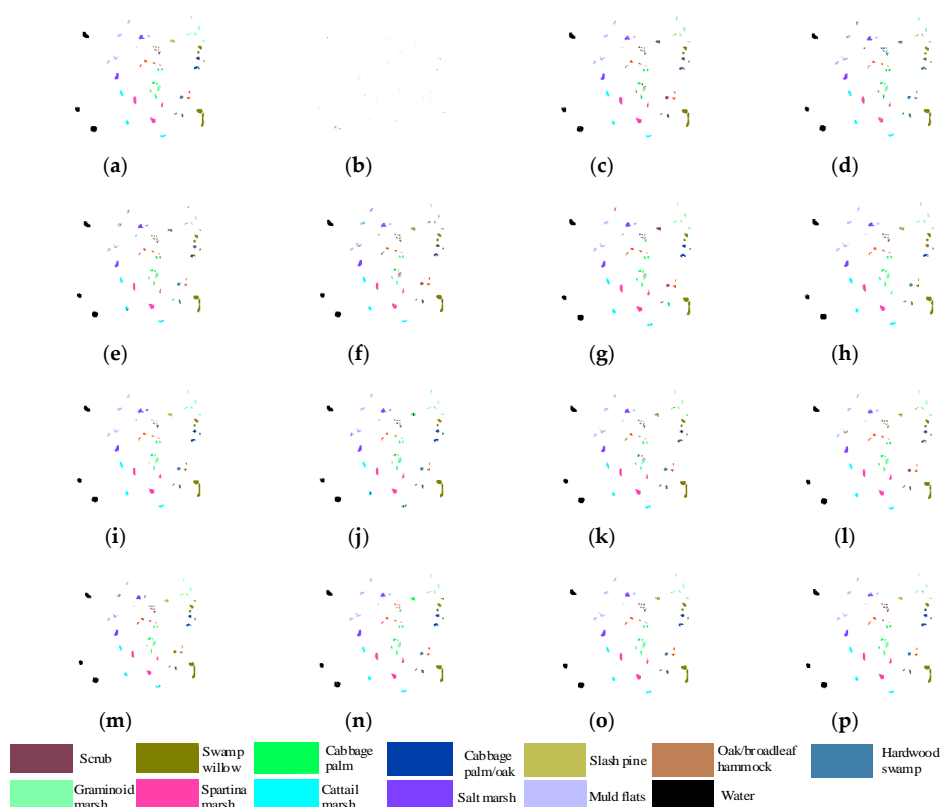 (a) (b) (c) (d)
(e) (f) (g) (h)
(i) (j) (k) (l)
(m) (n) (o) (p)
Scrub
Swamp
willow
Cabbage
palm
Cabbage
palm/oak
Slash pine
Oak/broadleaf
hammock
Hardwood
swamp
Graminoid
marsh
Spartina
marsh
Cattail
marsh
Salt marsh
Muld flats
Water